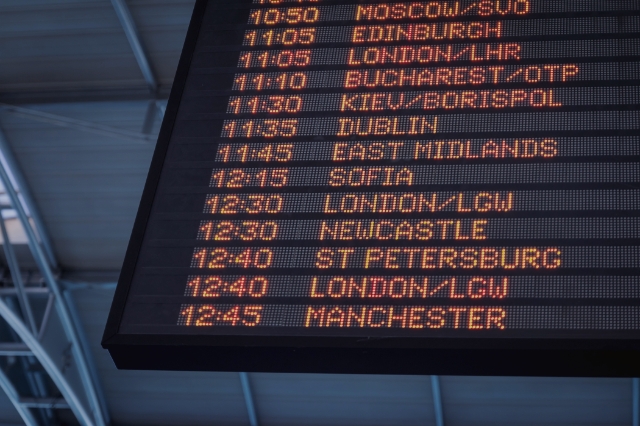 10:50 MOSCOW/SVO
11:05 EDINBURGH
11:05 LONDON/LHR
11:10 BUCHAREST/OTP
11:30 KIEV/BORISPOL
11:35 DUBLIN
11:45 EAST MIDLANDS
12:15 SOFIA
12:30 LONDON/LGW
12:30 NEWCASTLE
12:40 ST PETERSBURG
12:40 LONDON/LGW
12:45 MANCHESTER